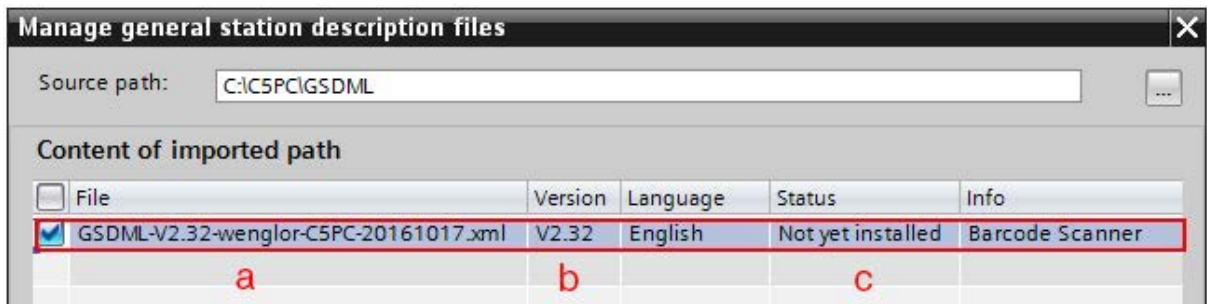 Manage general station description files
Source path: C:\C5PC\GSDML ...
Content of imported path
File Version Language Status Info
GSDML-V2.32-wenglor-C5PC-20161017.xml V2.32 English Not yet installed Barcode Scanner
a b c